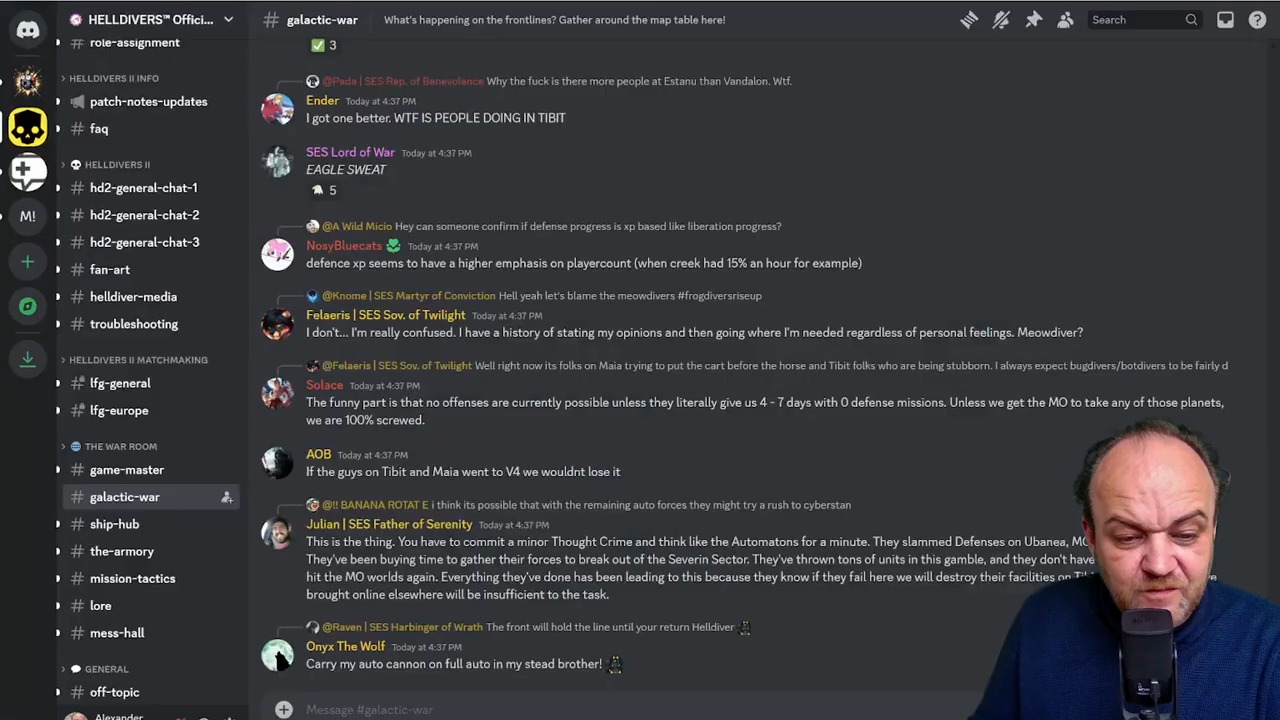 HELLDIVERS™ Offici...
# galactic-war
What's happening on the frontlines? Gather around the map table here!
Search
role-assignment
HELLDIVERS II INFO
patch-notes-updates
# faq
HELLDIVERS II
# hd2-general-chat-1
# hd2-general-chat-2
# hd2-general-chat-3
# fan-art
# helldiver-media
# troubleshooting
HELLDIVERS II MATCHMAKING
# lfg-general
# lfg-europe
THE WAR ROOM
# game-master
# galactic-war
# ship-hub
# the-armory
# mission-tactics
# lore
# mess-hall
GENERAL
# off-topic
Alexander
M!
3
@Pada | SES Rep. of Benevolence Why the fuck is there more people at Estanu than Vandalon. Wtf.
Ender Today at 4:37 PM
I got one better. WTF IS PEOPLE DOING IN TIBIT
SES Lord of War Today at 4:37 PM
EAGLE SWEAT
5
@A Wild Micio Hey can someone confirm if defense progress is xp based like liberation progress?
NosyBluecats Today at 4:37 PM
defence xp seems to have a higher emphasis on playercount (when creek had 15% an hour for example)
@Knome | SES Martyr of Conviction Hell yeah let's blame the meowdivers #frogdiversriseup
Felaeris | SES Sov. of Twilight Today at 4:37 PM
I don't... I'm really confused. I have a history of stating my opinions and then going where I'm needed regardless of personal feelings. Meowdiver?
@Felaeris | SES Sov. of Twilight Well right now its folks on Maia trying to put the cart before the horse and Tibit folks who are being stubborn. I always expect bugdivers/botdivers to be fairly d
Solace Today at 4:37 PM
The funny part is that no offenses are currently possible unless they literally give us 4 - 7 days with 0 defense missions. Unless we get the MO to take any of those planets,
we are 100% screwed.
AOB Today at 4:37 PM
If the guys on Tibit and Maia went to V4 we wouldnt lose it
@!! BANANA ROTAT E i think its possible that with the remaining auto forces they might try a rush to cyberstan
Julian | SES Father of Serenity Today at 4:37 PM
This is the thing. You have to commit a minor Thought Crime and think like the Automatons for a minute. They slammed Defenses on Ubanea,
They've been buying time to gather their forces to break out of the Severin Sector. They've thrown tons of units in this gamble, and they don't
hit the MO worlds again. Everything they've done has been leading to this because they know if they fail here we will destroy their facilities on
brought online elsewhere will be insufficient to the task.
@Raven | SES Harbinger of Wrath The front will hold the line until your return Helldiver
Onyx The Wolf Today at 4:37 PM
Carry my auto cannon on full auto in my stead brother!
Message #galactic-war